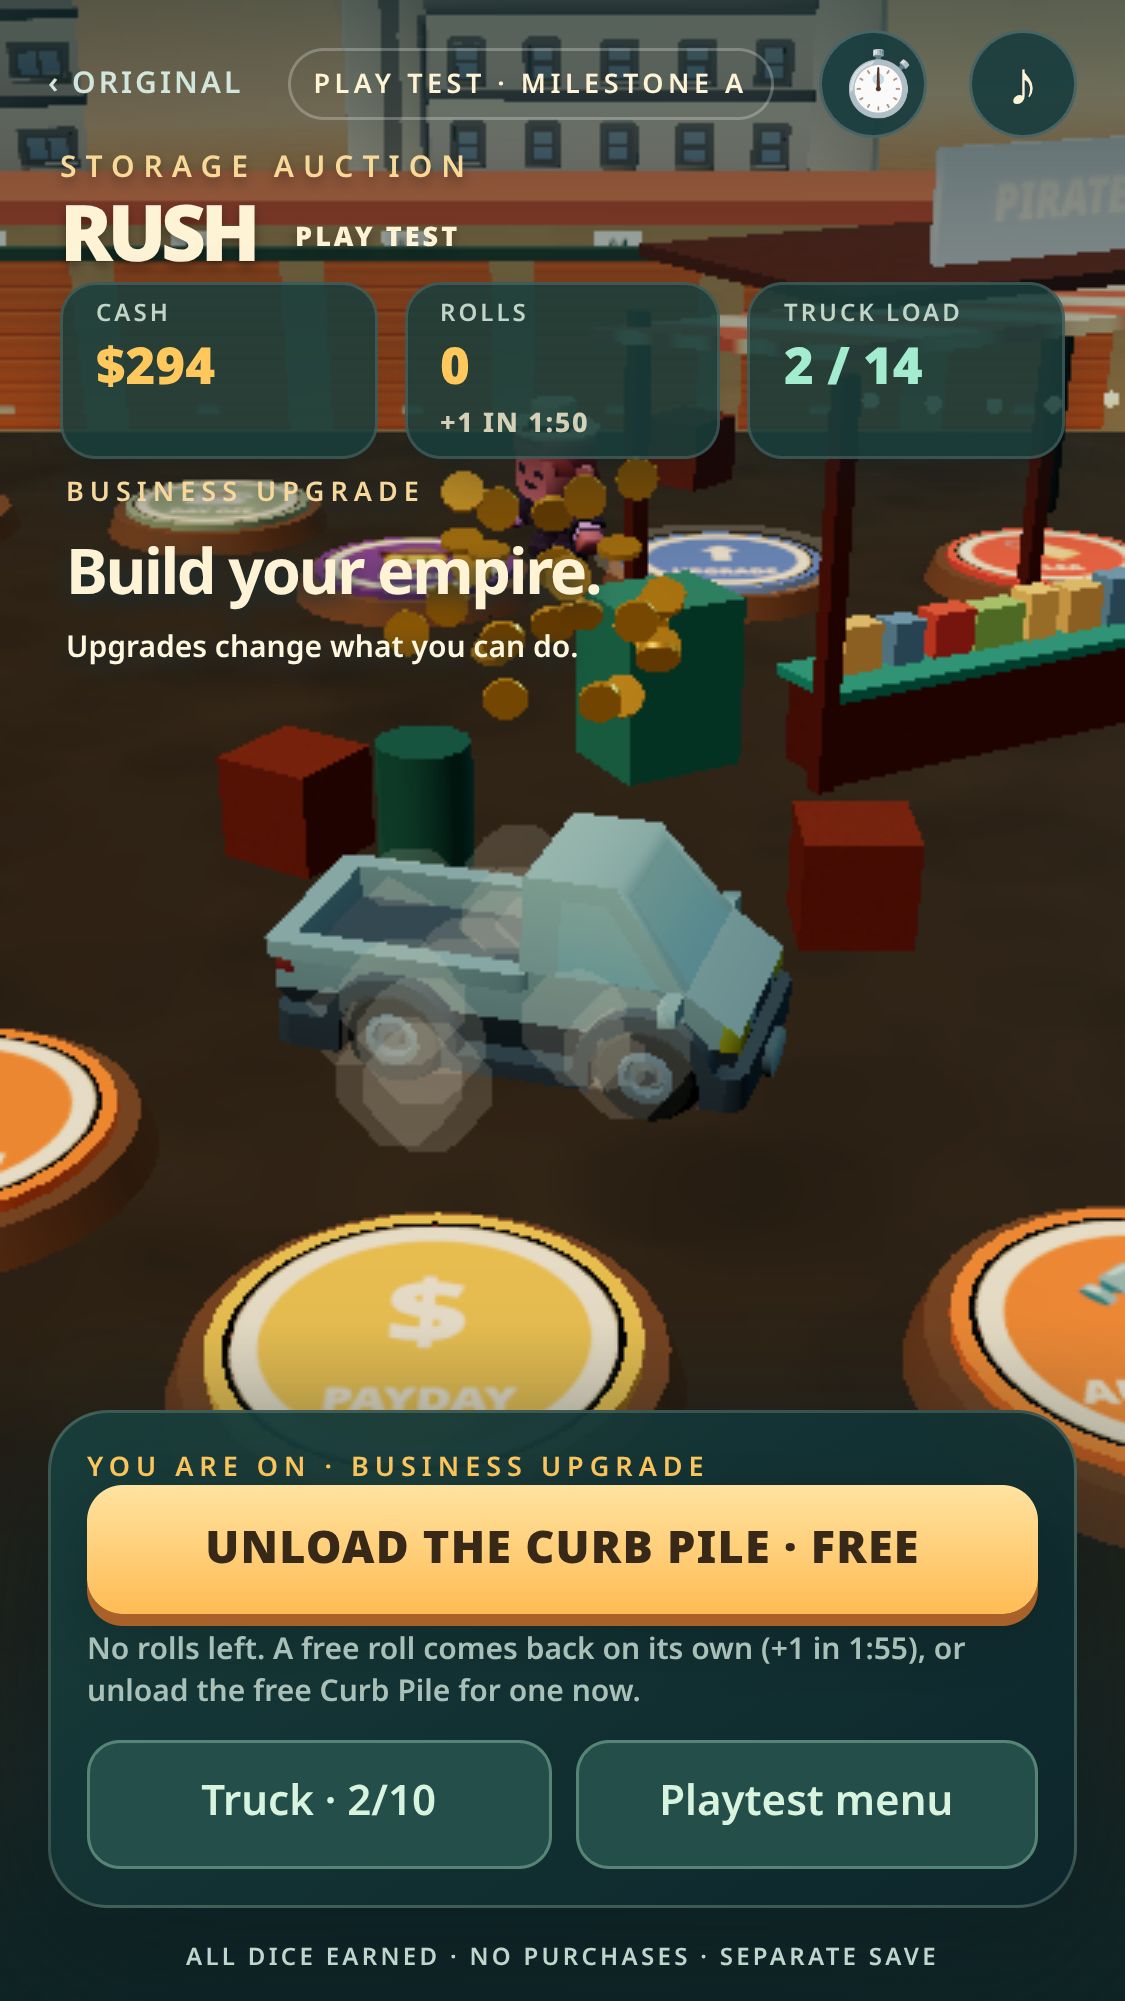 ‹ ORIGINAL
PLAY TEST · MILESTONE A
♪
STORAGE AUCTION
RUSH PLAY TEST
PIRATE
CASH
$294
ROLLS
0
+1 IN 1:50
TRUCK LOAD
2 / 14
BUSINESS UPGRADE
Build your empire.
Upgrades change what you can do.
UPGRADE
$
PAYDAY
YOU ARE ON · BUSINESS UPGRADE
UNLOAD THE CURB PILE · FREE
No rolls left. A free roll comes back on its own (+1 in 1:55), or
unload the free Curb Pile for one now.
Truck · 2/10
Playtest menu
ALL DICE EARNED · NO PURCHASES · SEPARATE SAVE